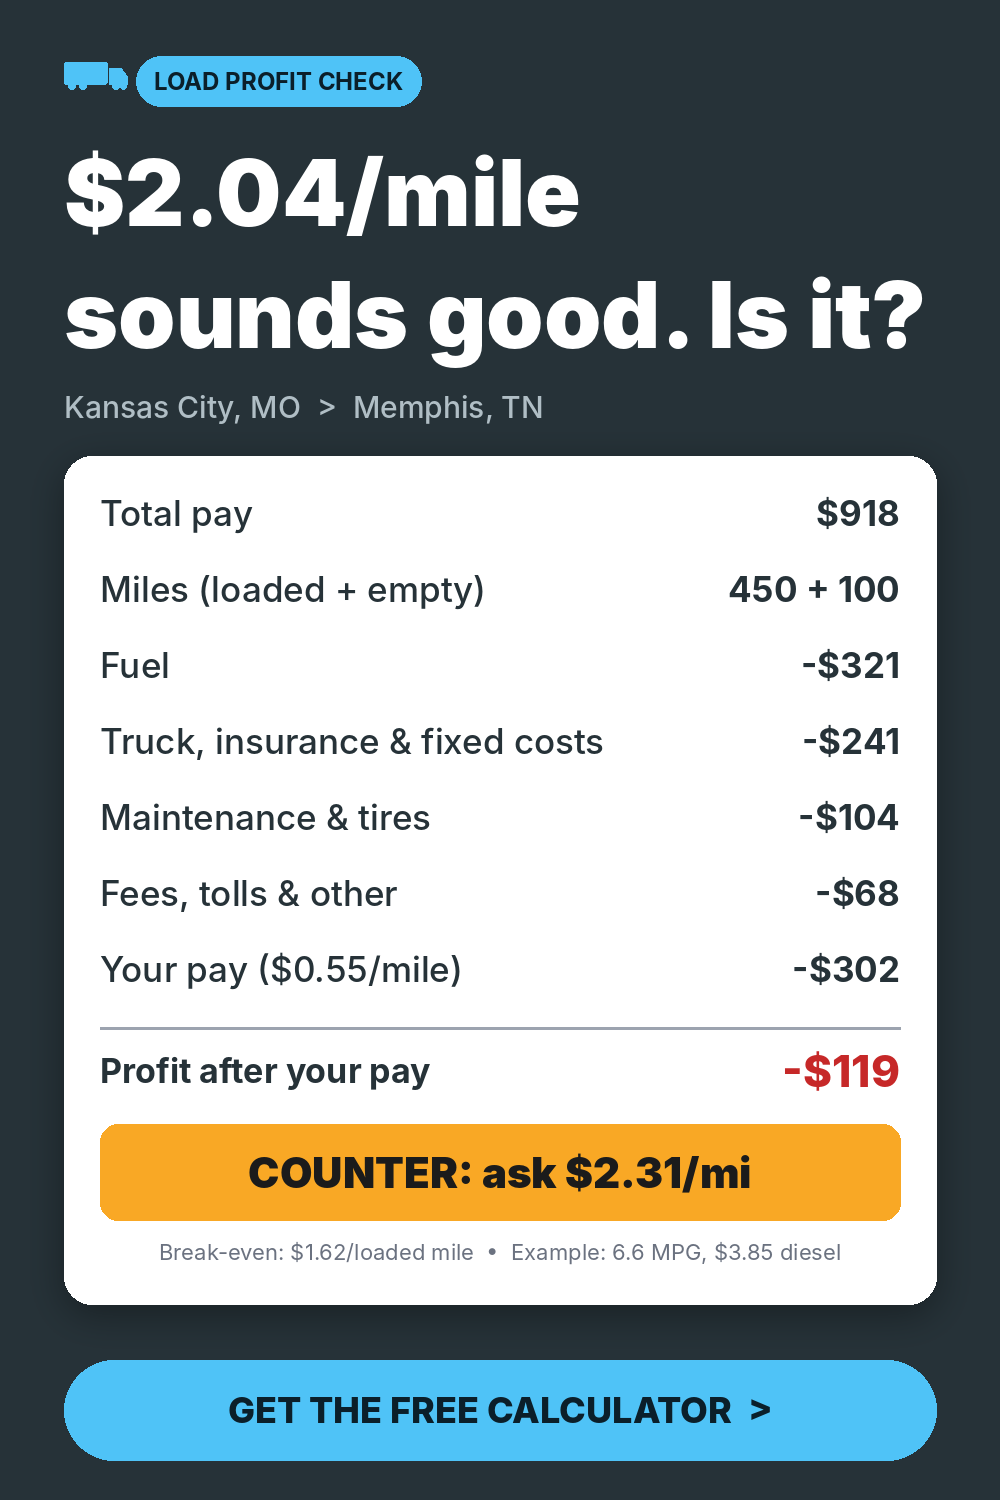 LOAD PROFIT CHECK
$2.04/mile
sounds good. Is it?
Kansas City, MO > Memphis, TN
Total pay $918
Miles (loaded + empty) 450 + 100
Fuel -$321
Truck, insurance & fixed costs -$241
Maintenance & tires -$104
Fees, tolls & other -$68
Your pay ($0.55/mile) -$302
Profit after your pay -$119
COUNTER: ask $2.31/mi
Break-even: $1.62/loaded mile • Example: 6.6 MPG, $3.85 diesel
GET THE FREE CALCULATOR >